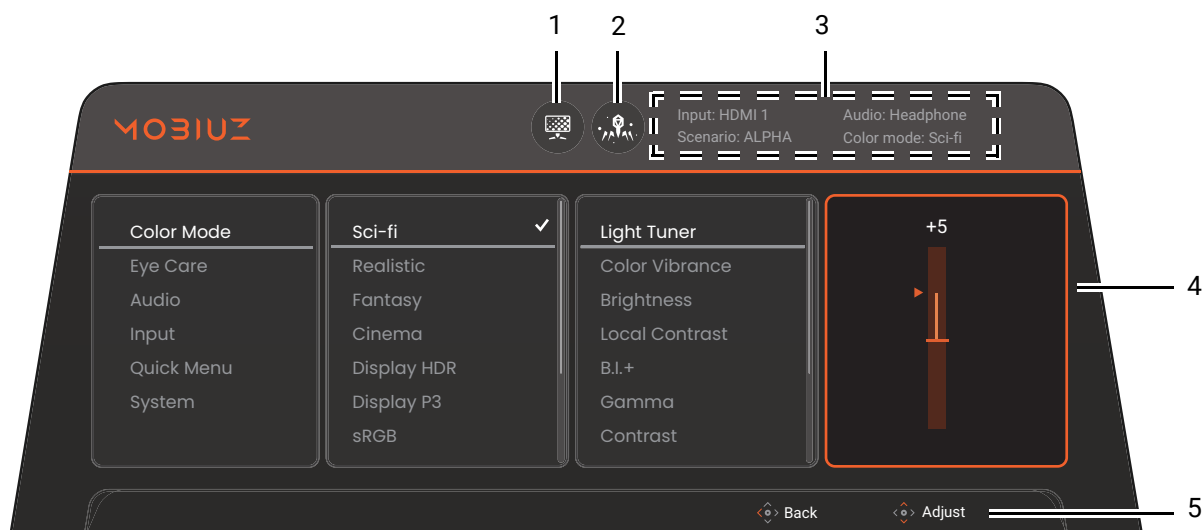 1 2 3
MOBIUZ
Input: HDMI 1 Audio: Headphone
Scenario: ALPHA Color mode: Sci-fi
Color Mode
Eye Care
Audio
Input
Quick Menu
System
Sci-fi
Realistic
Fantasy
Cinema
Display HDR
Display P3
sRGB
Light Tuner
Color Vibrance
Brightness
Local Contrast
B.I.+
Gamma
Contrast
+5
4
Back Adjust
5